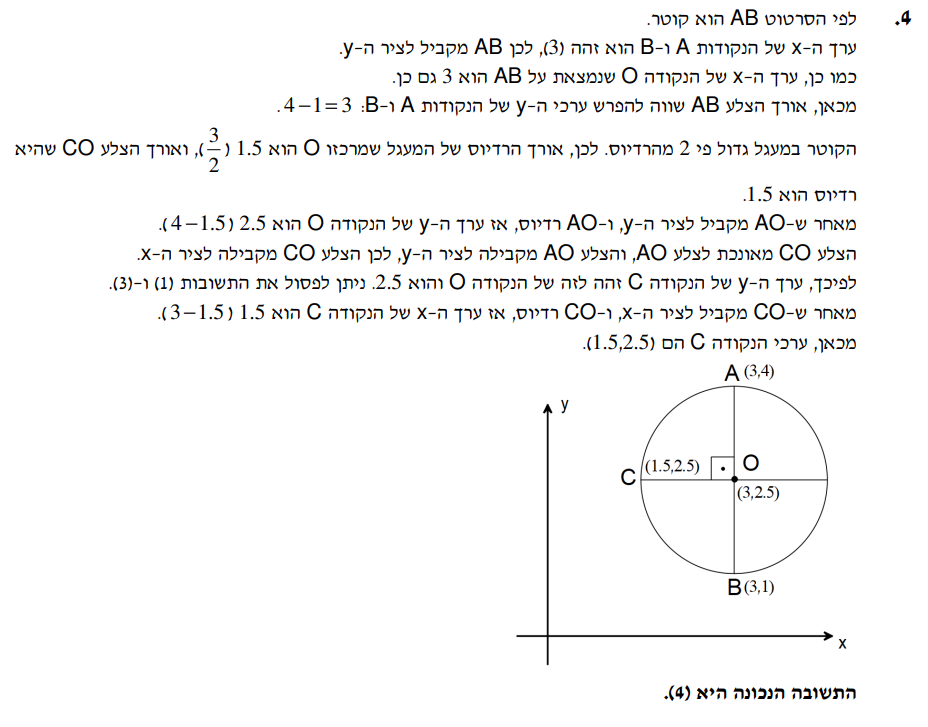 4. לפי הסרטוט AB הוא קוטר.
ערך ה-x של הנקודות A ו-B הוא זהה (3), לכן AB מקביל לציר ה-y.
כמו כן, ערך ה-x של הנקודה O שנמצאת על AB הוא 3 גם כן.
מכאן, אורך הצלע AB שווה להפרש ערכי ה-y של הנקודות A ו-B: 4−1=3.
הקוטר במעגל גדול פי 2 מהרדיוס. לכן, אורך הרדיוס של המעגל שמרכזו O הוא 1.5 (3/2), ואורך הצלע CO שהיא
רדיוס הוא 1.5.
מאחר ש-AO מקביל לציר ה-y, ו-AO רדיוס, אז ערך ה-y של הנקודה O הוא 2.5 (4−1.5).
הצלע CO מאונכת לצלע AO, והצלע AO מקבילה לציר ה-y, לכן הצלע CO מקבילה לציר ה-x.
לפיכך, ערך ה-y של הנקודה C זהה לזה של הנקודה O והוא 2.5. ניתן לפסול את התשובות (1) ו-(3).
מאחר ש-CO מקביל לציר ה-x, ו-CO רדיוס, אז ערך ה-x של הנקודה C הוא 1.5 (3−1.5).
מכאן, ערכי הנקודה C הם (1.5,2.5).
A (3,4)
y
(1.5,2.5) O
C
(3,2.5)
B (3,1)
x
התשובה הנכונה היא (4).